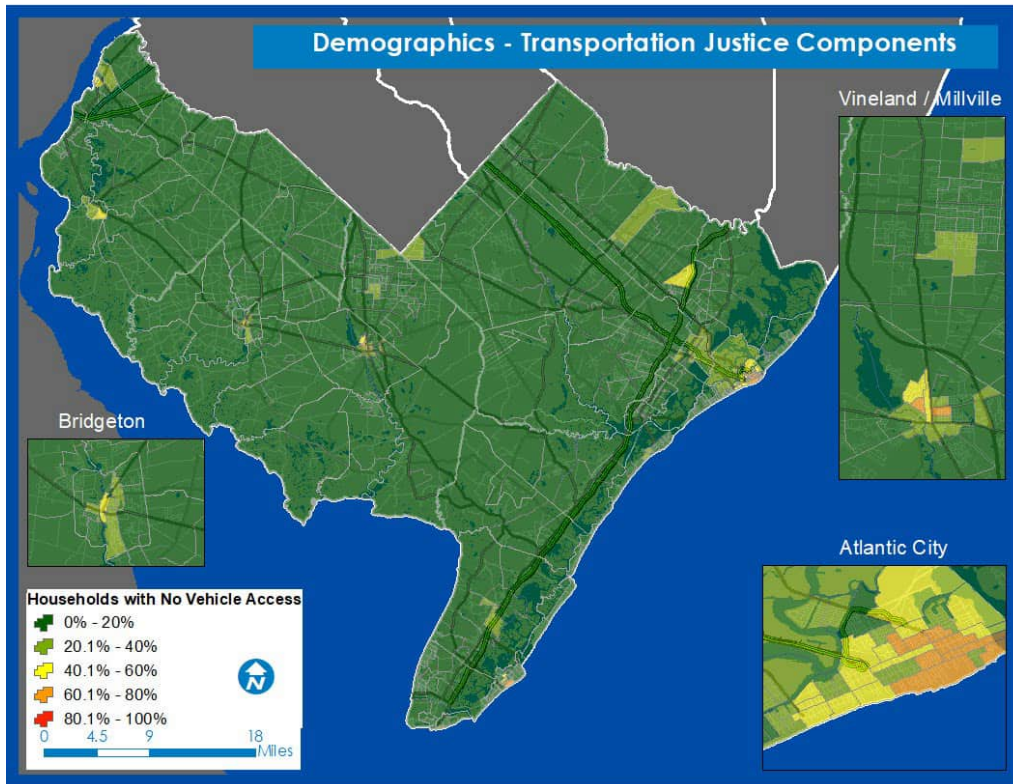 Demographics - Transportation Justice Components
Vineland / Millville
Bridgeton
Atlantic City
Households with No Vehicle Access
0% - 20%
20.1% - 40%
40.1% - 60%
60.1% - 80%
80.1% - 100%
N
0 4.5 9 18
Miles